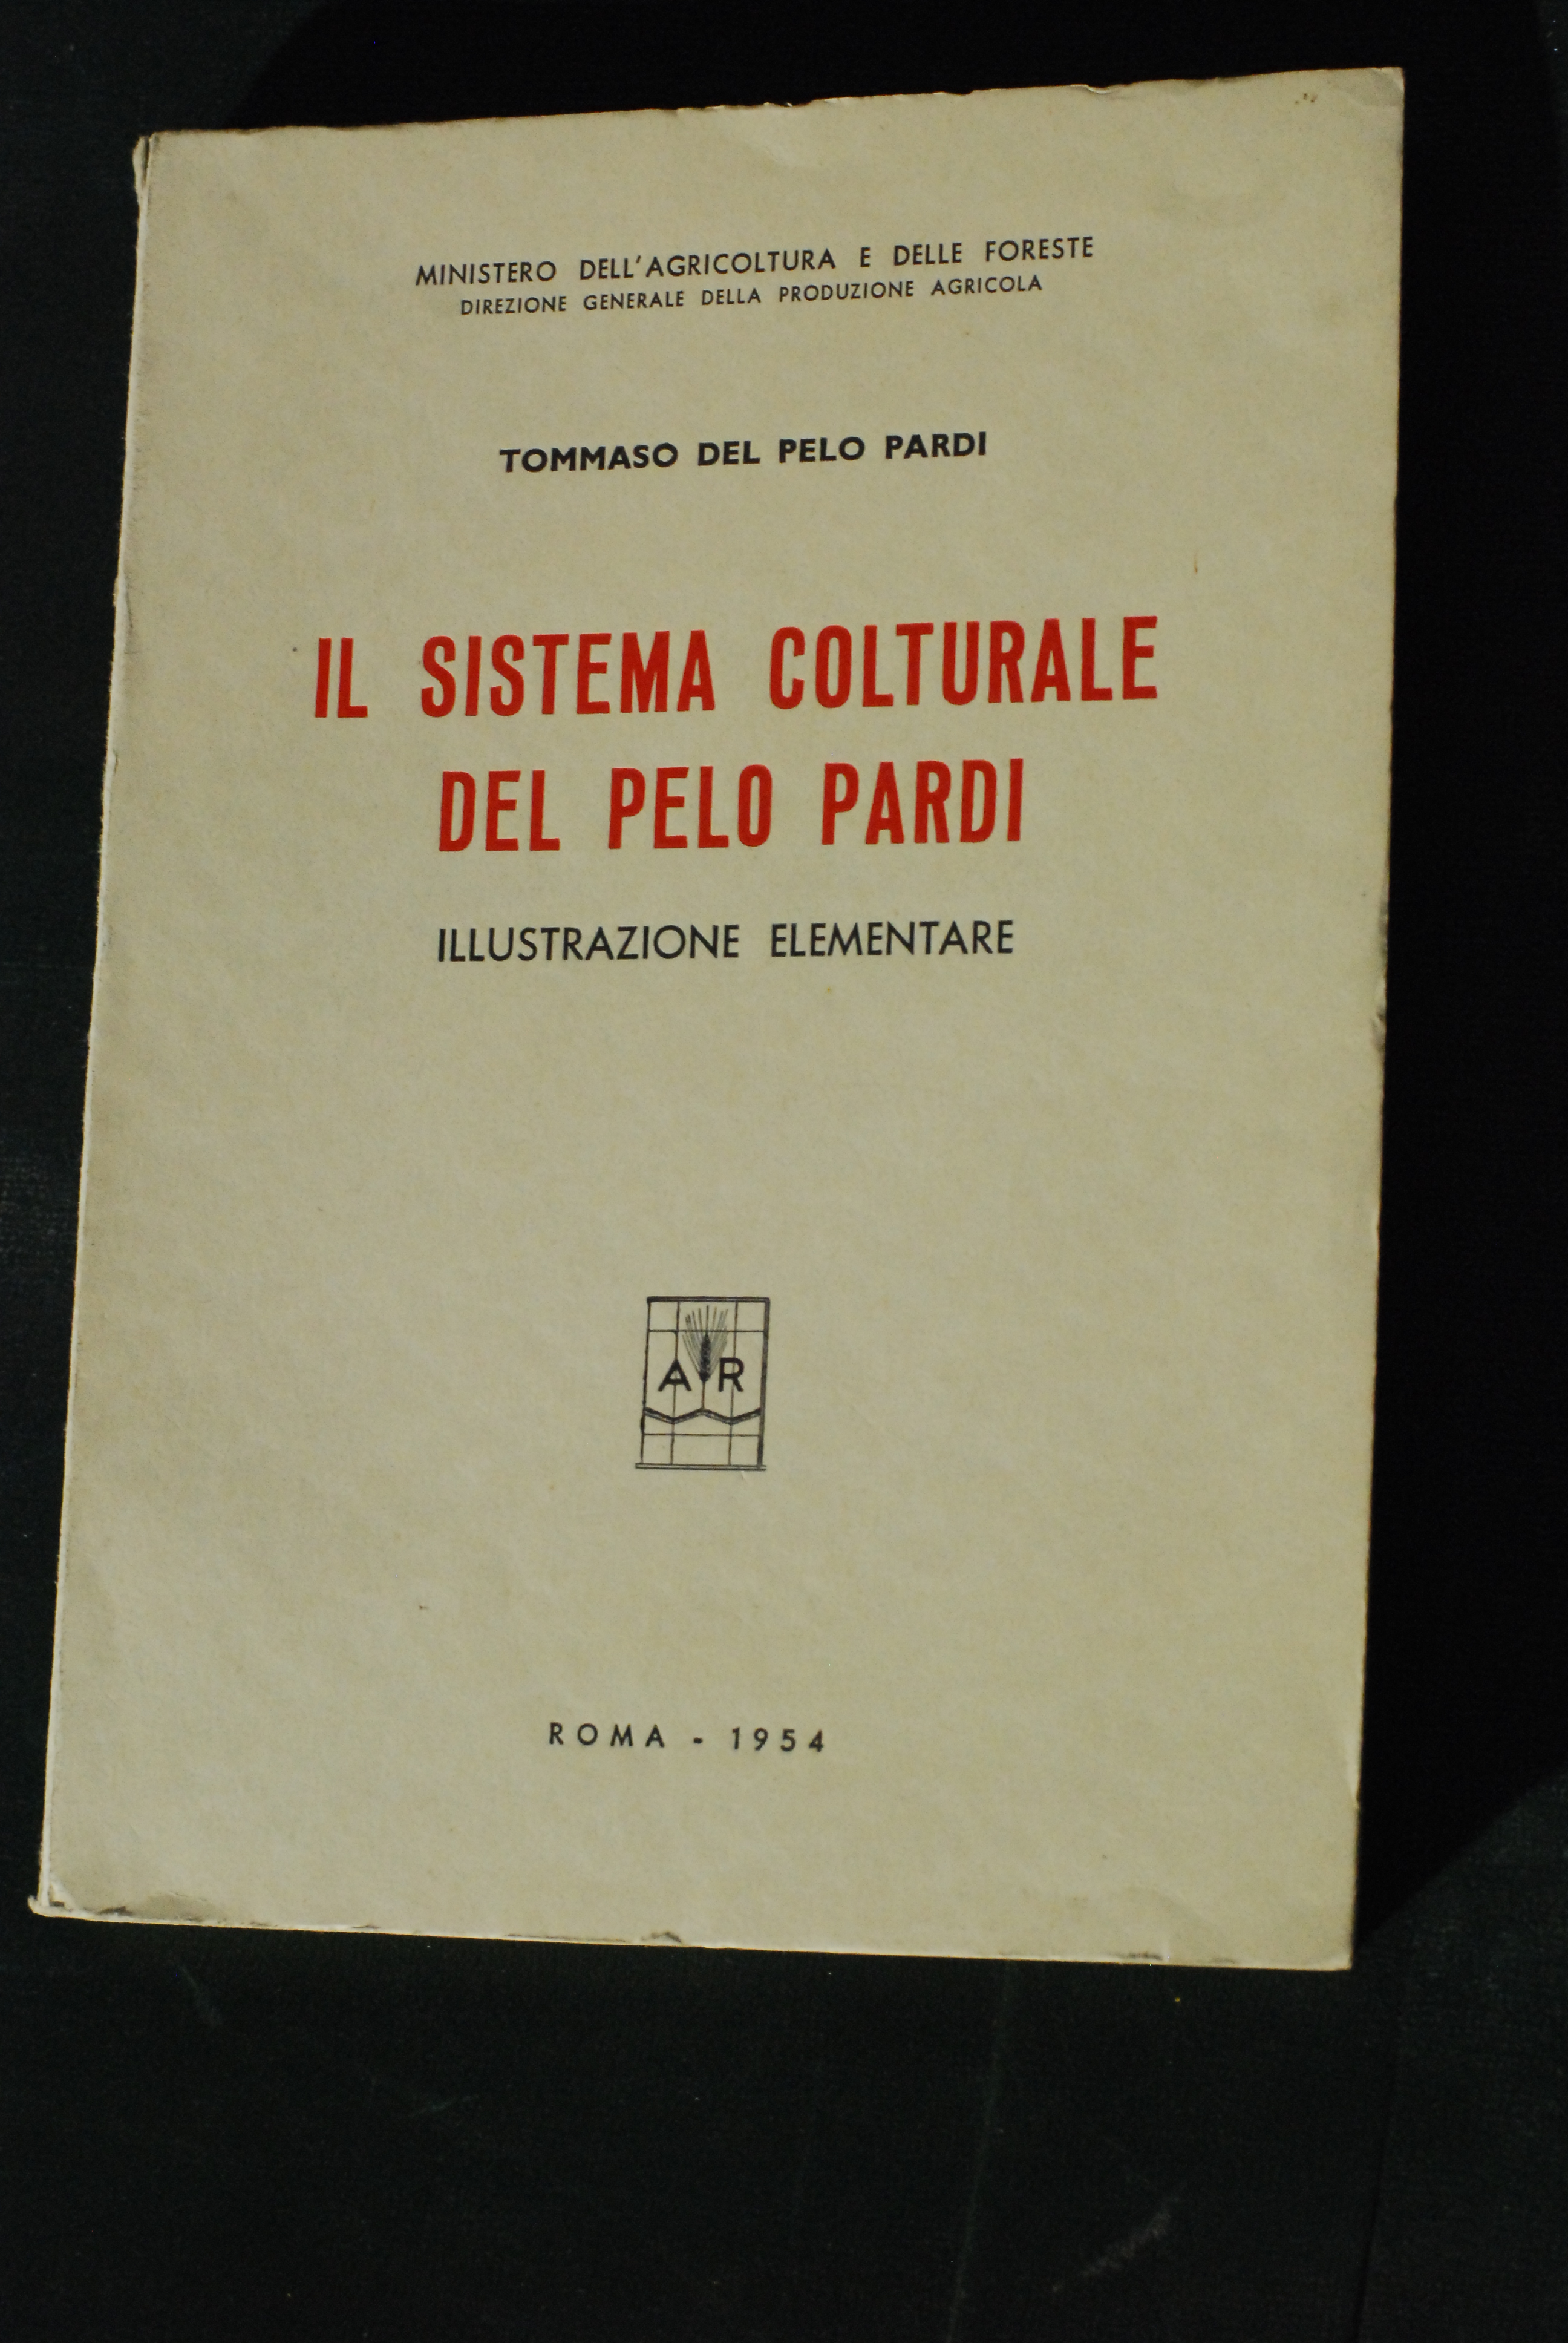 MINISTERO DELL'AGRICOLTURA E DELLE FORESTE
DIREZIONE GENERALE DELLA PRODUZIONE AGRICOLA
TOMMASO DEL PELO PARDI
IL SISTEMA COLTURALE
DEL PELO PARDI
ILLUSTRAZIONE ELEMENTARE
A R
ROMA - 1954